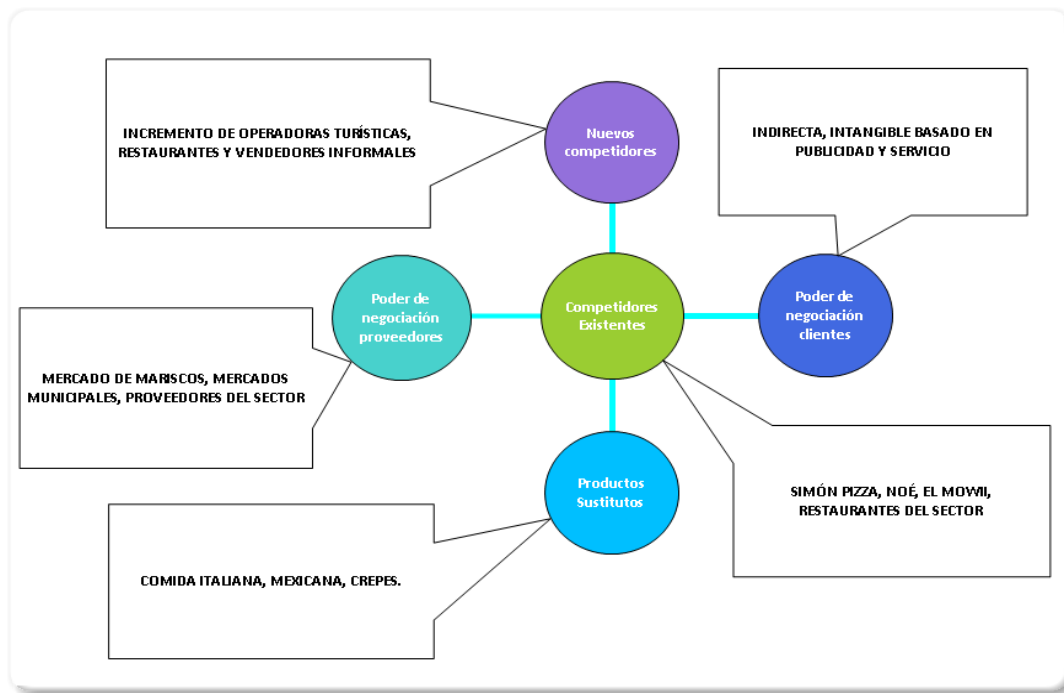 INCREMENTO DE OPERADORAS TURÍSTICAS,
RESTAURANTES Y VENDEDORES INFORMALES
Nuevos
competidores
INDIRECTA, INTANGIBLE BASADO EN
PUBLICIDAD Y SERVICIO
Poder de
negociación
proveedores
Competidores
Existentes
Poder de
negociación
clientes
MERCADO DE MARISCOS, MERCADOS
MUNICIPALES, PROVEEDORES DEL SECTOR
Productos
Sustitutos
SIMÓN PIZZA, NOÉ, EL
RESTAURANTES DEL SECTOR
COMIDA ITALIANA, MEXICANA, CREPES.